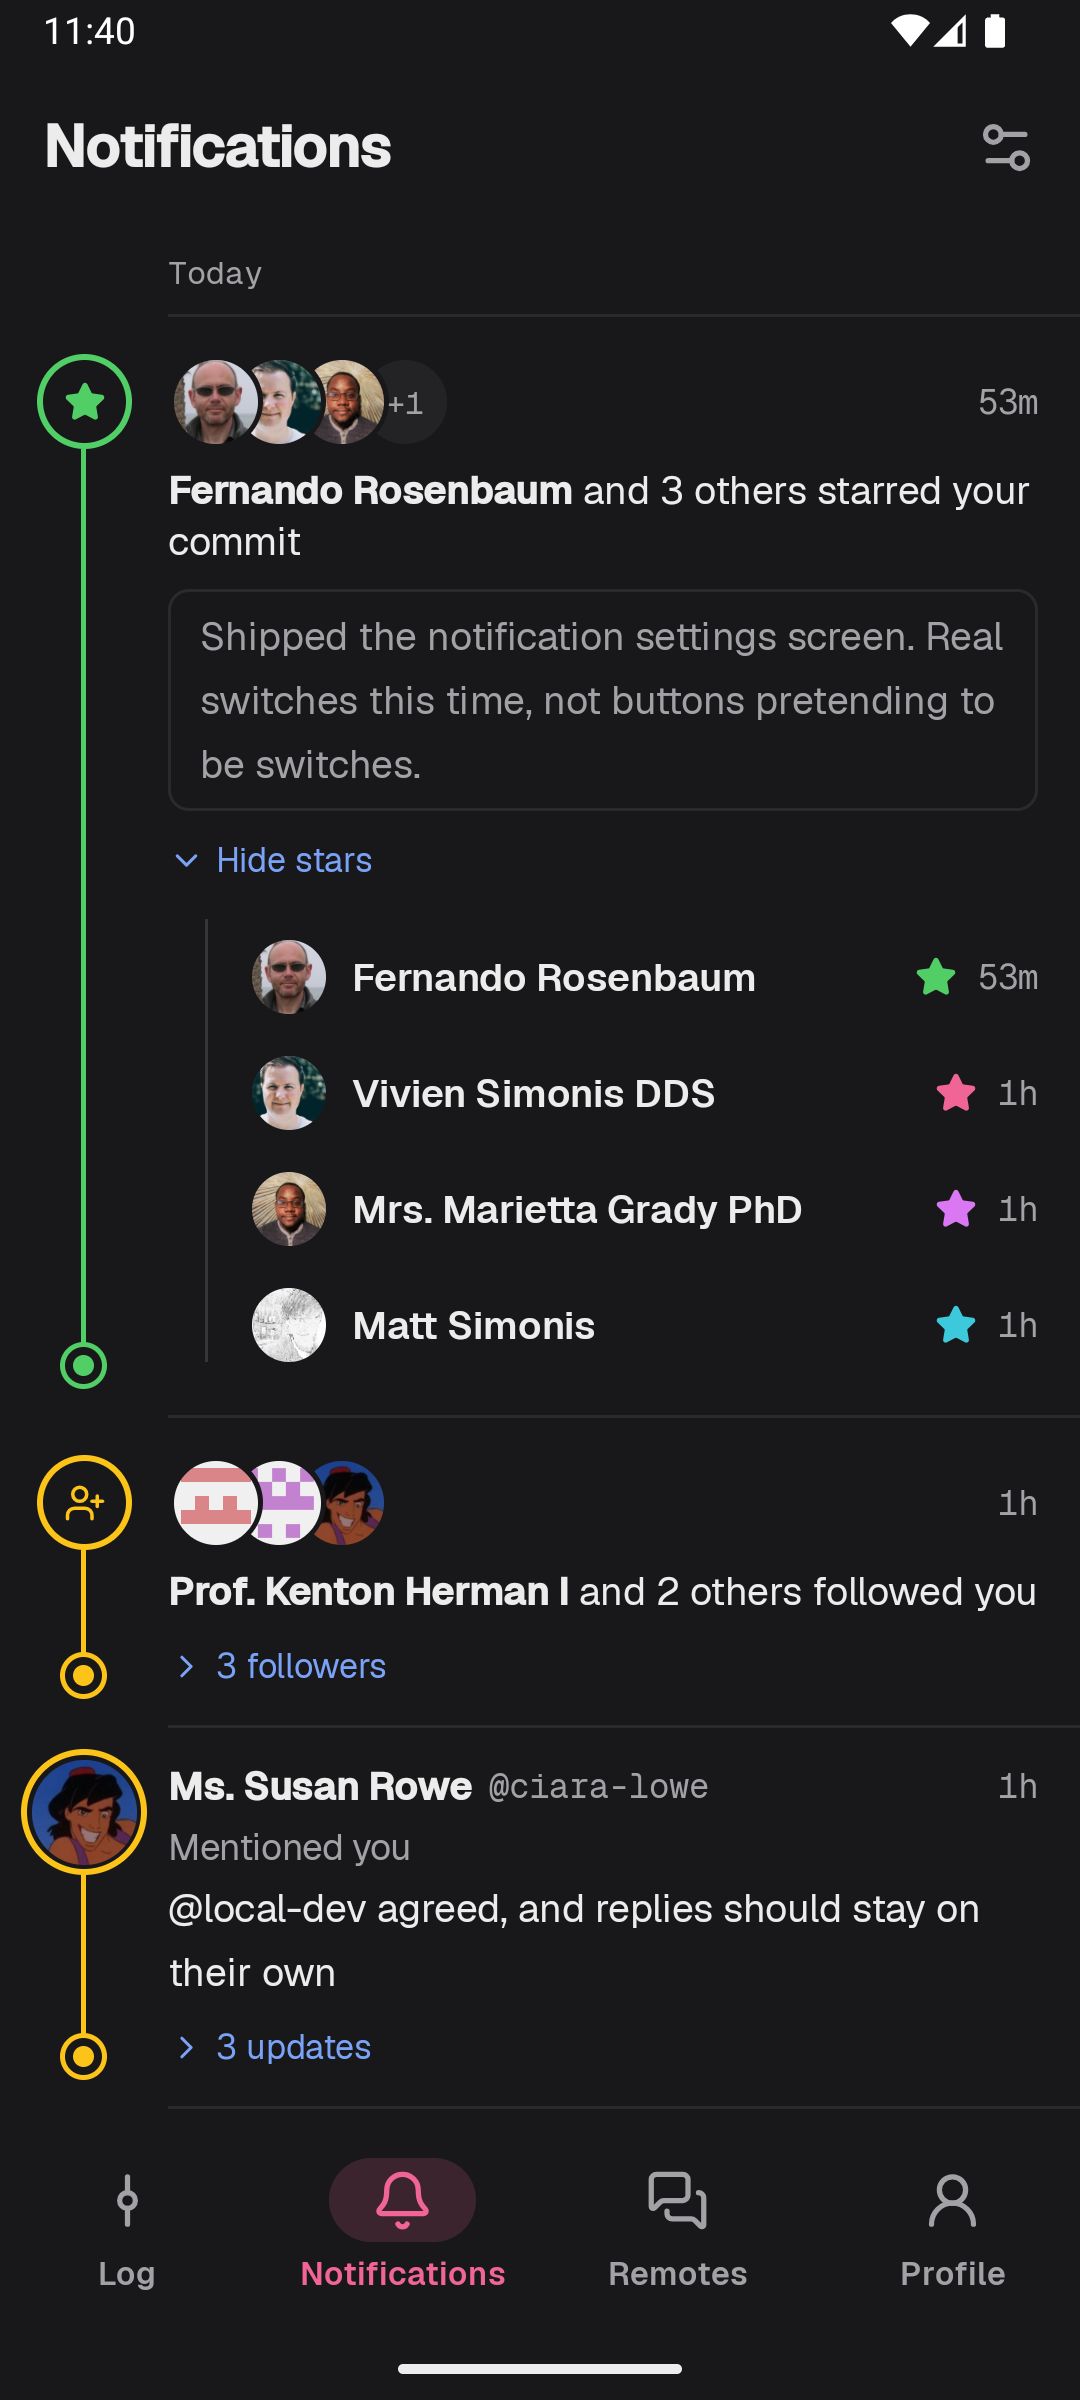 11:40
Notifications
Today
+1
53m
Fernando Rosenbaum and 3 others starred your
commit
Shipped the notification settings screen. Real
switches this time, not buttons pretending to
be switches.
Hide stars
Fernando Rosenbaum 53m
Vivien Simonis DDS 1h
Mrs. Marietta Grady PhD 1h
Matt Simonis 1h
1h
Prof. Kenton Herman I and 2 others followed you
3 followers
Ms. Susan Rowe @ciara-lowe 1h
Mentioned you
@local-dev agreed, and replies should stay on
their own
3 updates
Log Notifications Remotes Profile